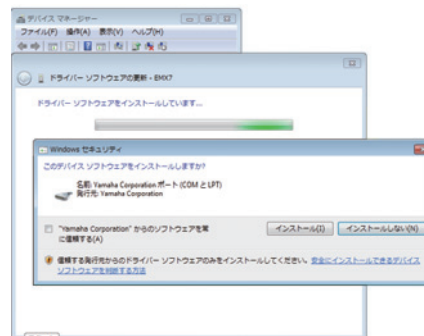 デバイス マネージャー
ファイル(F) 操作(A) 表示(V) ヘルプ(H)
ドライバー ソフトウェアの更新 - EMX7
ドライバー ソフトウェアをインストールしています...
Windows セキュリティ
このデバイス ソフトウェアをインストールしますか?
名前: Yamaha Corporation ポート (COM と LPT)
発行元: Yamaha Corporation
"Yamaha Corporation" からのソフトウェアを常
に信頼する(A)
インストール(I)
インストールしない(N)
信頼する発行元からのドライバー ソフトウェアのみをインストールしてください。安全にインストールできるデバイス
ソフトウェアを判断する方法